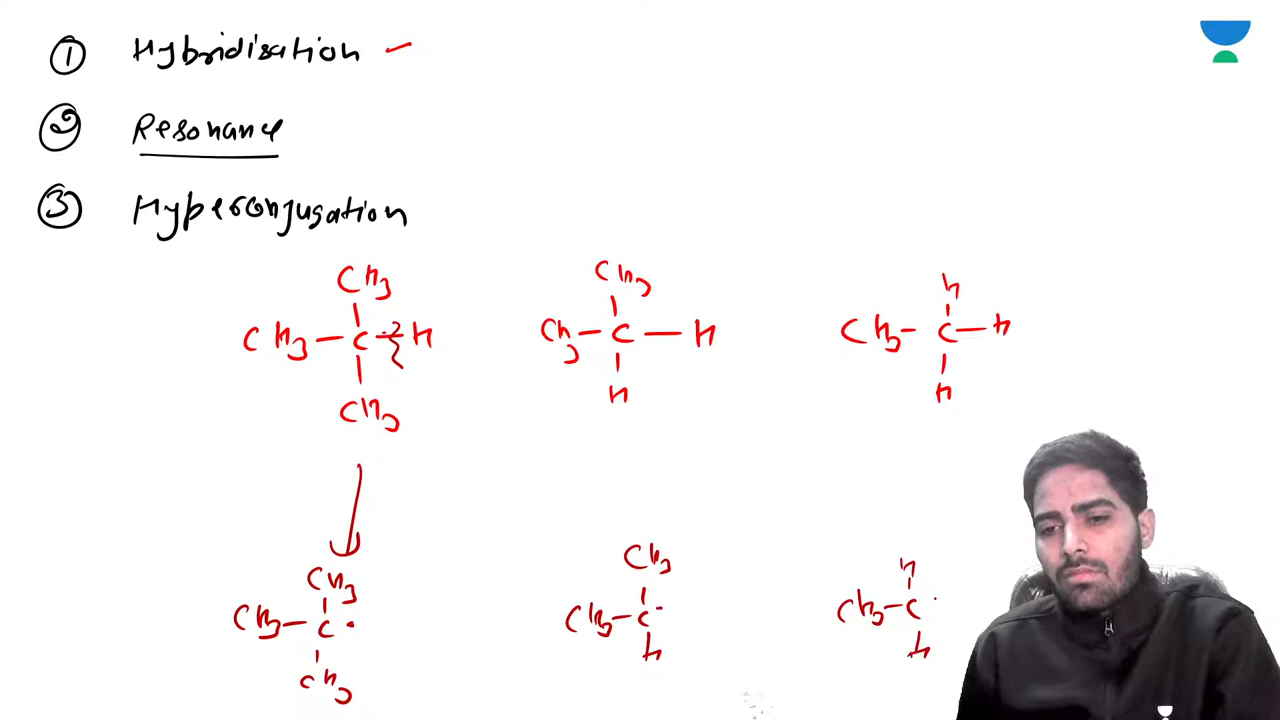 ① Hybridisation
② Resonance
③ Hyperconjugation
CH3 CH3 H
CH3 – C – H CH3 – C – H CH3 – C – H
CH3 H H
CH3 CH3 H
CH3 – C · CH3 – C · CH3 – C ·
CH3 H H